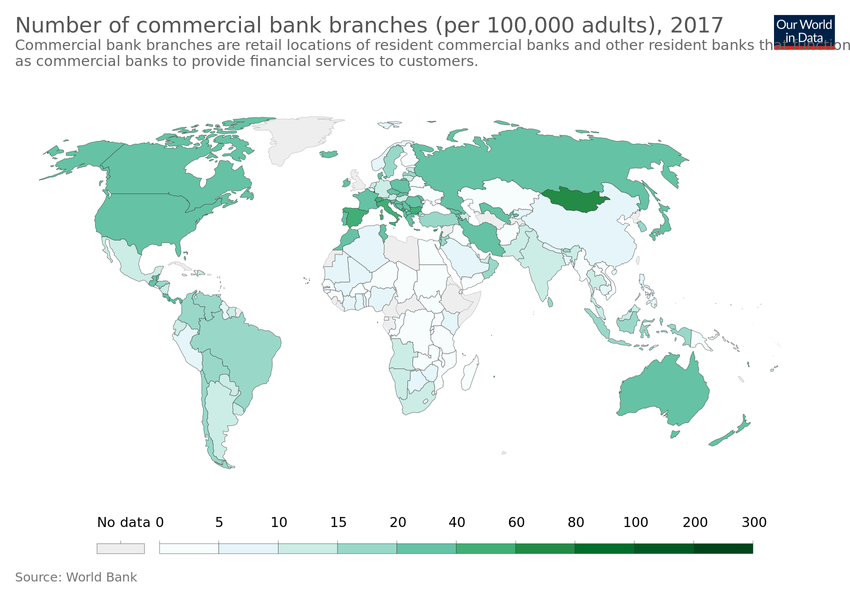 Number of commercial bank branches (per 100,000 adults), 2017
Our World
in Data
Commercial bank branches are retail locations of resident commercial banks and other resident banks that function
as commercial banks to provide financial services to customers.
No data 0 5 10 15 20 40 60 80 100 200 300
Source: World Bank